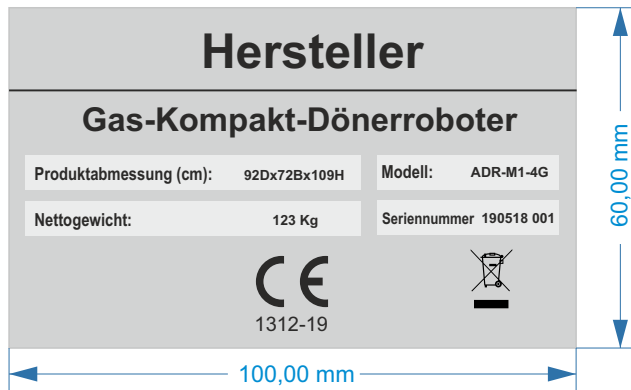 Hersteller
Gas-Kompakt-Dönerroboter
Produktabmessung (cm): 92Dx72Bx109H Modell: ADR-M1-4G
Nettogewicht: 123 Kg Seriennummer 190518 001
CE
1312-19
60,00 mm
100,00 mm